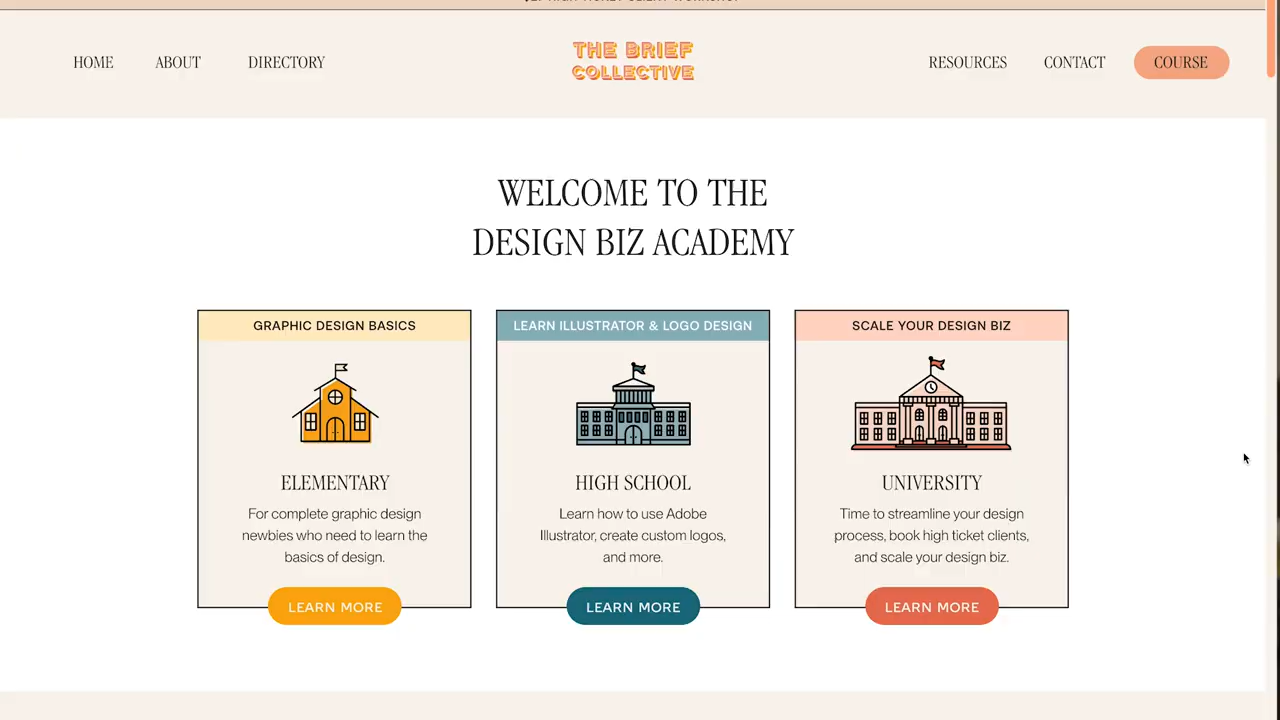 HOME
ABOUT
DIRECTORY
THE BRIEF
COLLECTIVE
RESOURCES
CONTACT
COURSE
WELCOME TO THE
DESIGN BIZ ACADEMY
GRAPHIC DESIGN BASICS
ELEMENTARY
For complete graphic design
newbies who need to learn the
basics of design.
LEARN MORE
LEARN ILLUSTRATOR & LOGO DESIGN
HIGH SCHOOL
Learn how to use Adobe
Illustrator, create custom logos,
and more.
LEARN MORE
SCALE YOUR DESIGN BIZ
UNIVERSITY
Time to streamline your design
process, book high ticket clients,
and scale your design biz.
LEARN MORE